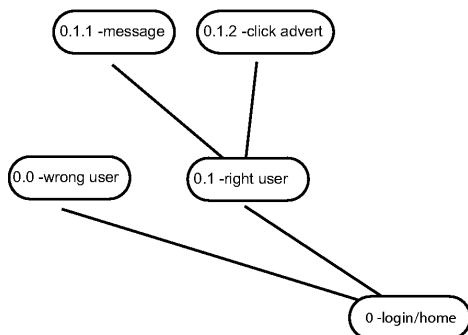 0.1.1 -message
0.1.2 -click advert
0.0 -wrong user
0.1 -right user
0 -login/home